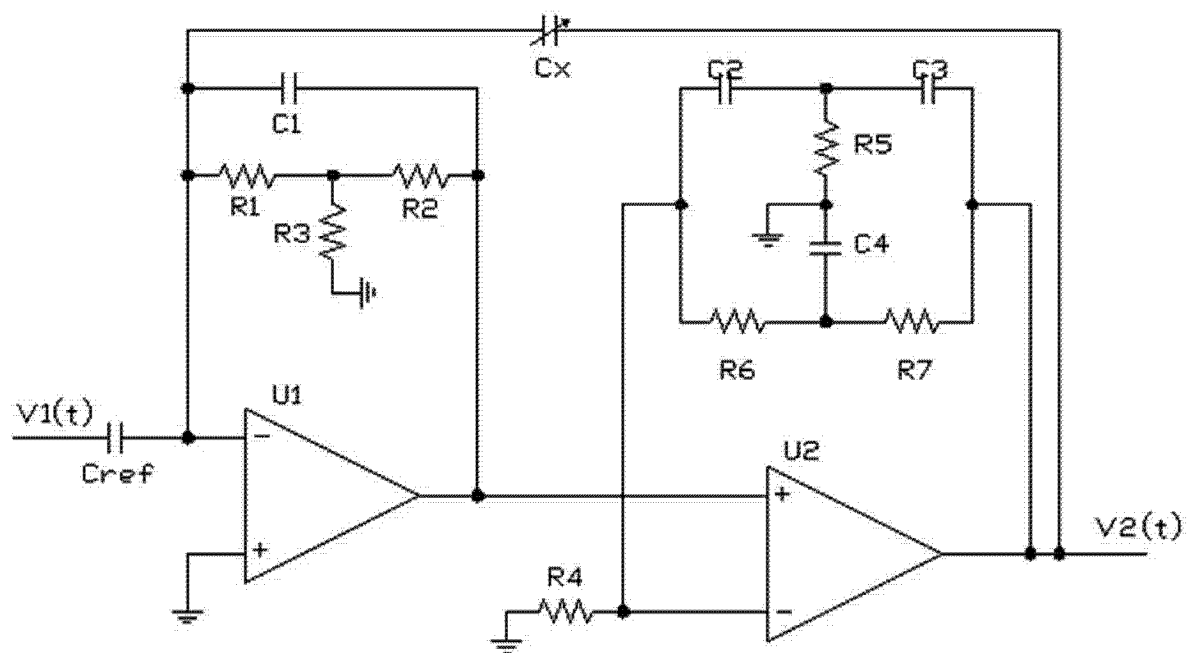 Cx
C2
C3
C1
R5
R1
R2
R3
C4
R6
R7
V1(t)
Cref
U1
−
+
U2
+
−
V2(t)
R4